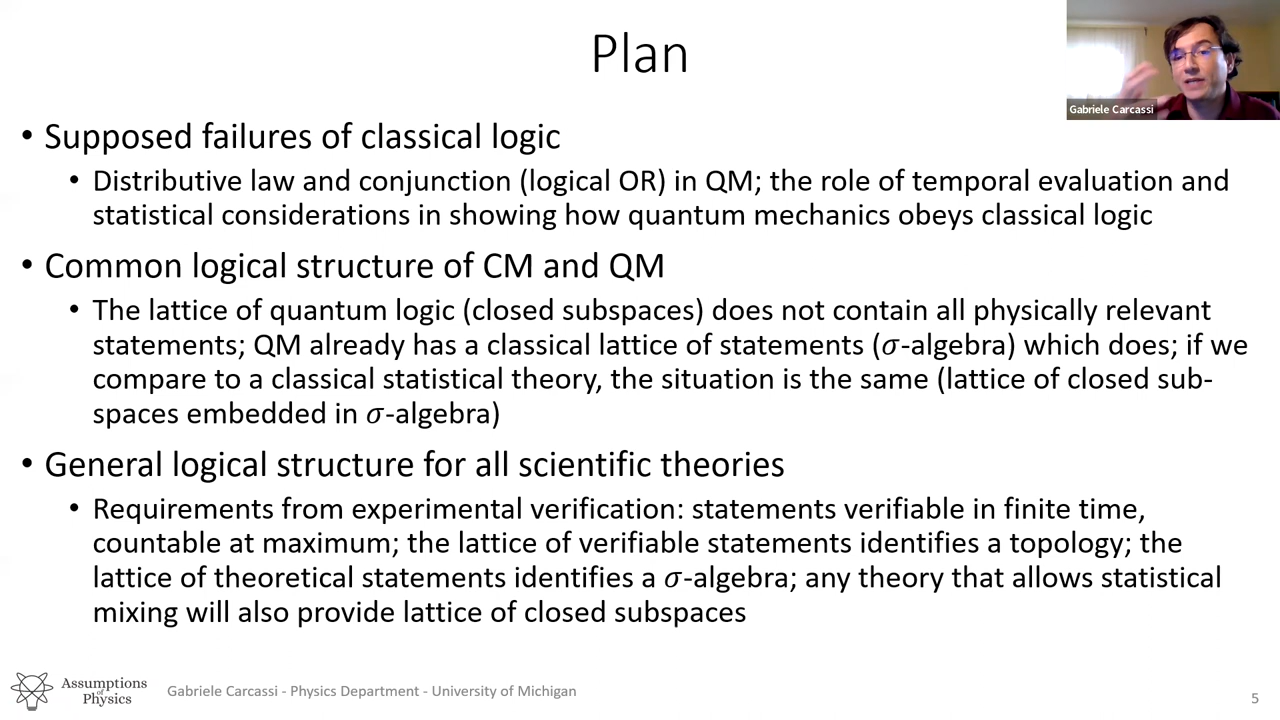 Plan
Gabriele Carcassi
• Supposed failures of classical logic
• Distributive law and conjunction (logical OR) in QM; the role of temporal evaluation and
statistical considerations in showing how quantum mechanics obeys classical logic
• Common logical structure of CM and QM
• The lattice of quantum logic (closed subspaces) does not contain all physically relevant
statements; QM already has a classical lattice of statements (𝜎-algebra) which does; if we
compare to a classical statistical theory, the situation is the same (lattice of closed sub-
spaces embedded in 𝜎-algebra)
• General logical structure for all scientific theories
• Requirements from experimental verification: statements verifiable in finite time,
countable at maximum; the lattice of verifiable statements identifies a topology; the
lattice of theoretical statements identifies a 𝜎-algebra; any theory that allows statistical
mixing will also provide lattice of closed subspaces
Assumptions
of
Physics
Gabriele Carcassi - Physics Department - University of Michigan
5